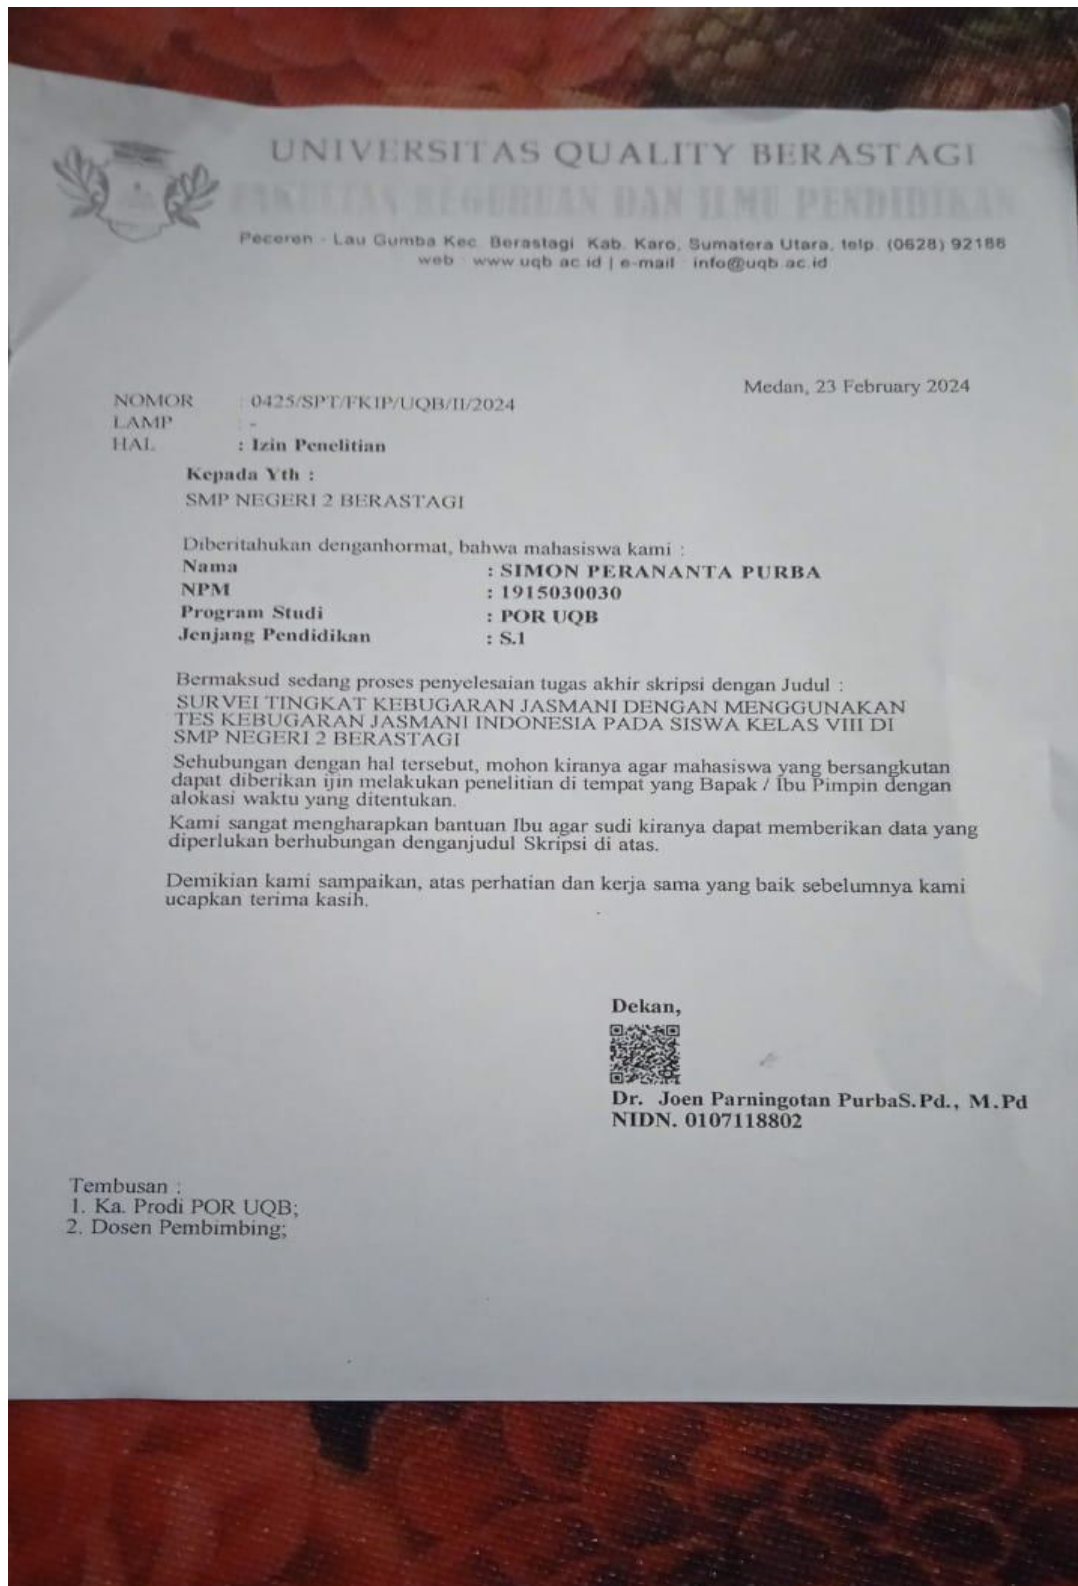 UNIVERSITAS QUALITY BERASTAGI
FAKULTAS KEGURUAN DAN ILMU PENDIDIKAN
Peceren - Lau Gumba Kec. Berastagi Kab. Karo, Sumatera Utara, telp. (0628) 92186
web : www.uqb.ac.id | e-mail : info@uqb.ac.id
Medan, 23 February 2024
NOMOR : 0425/SPT/FKIP/UQB/II/2024
LAMP : -
HAL : Izin Penelitian
Kepada Yth :
SMP NEGERI 2 BERASTAGI
Diberitahukan denganhormat, bahwa mahasiswa kami :
Nama : SIMON PERANANTA PURBA
NPM : 1915030030
Program Studi : POR UQB
Jenjang Pendidikan : S.1
Bermaksud sedang proses penyelesaian tugas akhir skripsi dengan Judul :
SURVEI TINGKAT KEBUGARAN JASMANI DENGAN MENGGUNAKAN
TES KEBUGARAN JASMANI INDONESIA PADA SISWA KELAS VIII DI
SMP NEGERI 2 BERASTAGI
Sehubungan dengan hal tersebut, mohon kiranya agar mahasiswa yang bersangkutan
dapat diberikan ijin melakukan penelitian di tempat yang Bapak / Ibu Pimpin dengan
alokasi waktu yang ditentukan.
Kami sangat mengharapkan bantuan Ibu agar sudi kiranya dapat memberikan data yang
diperlukan berhubungan denganjudul Skripsi di atas.
Demikian kami sampaikan, atas perhatian dan kerja sama yang baik sebelumnya kami
ucapkan terima kasih.
Dekan,
Dr. Joen Parningotan PurbaS.Pd., M.Pd
NIDN. 0107118802
Tembusan :
1. Ka. Prodi POR UQB;
2. Dosen Pembimbing;